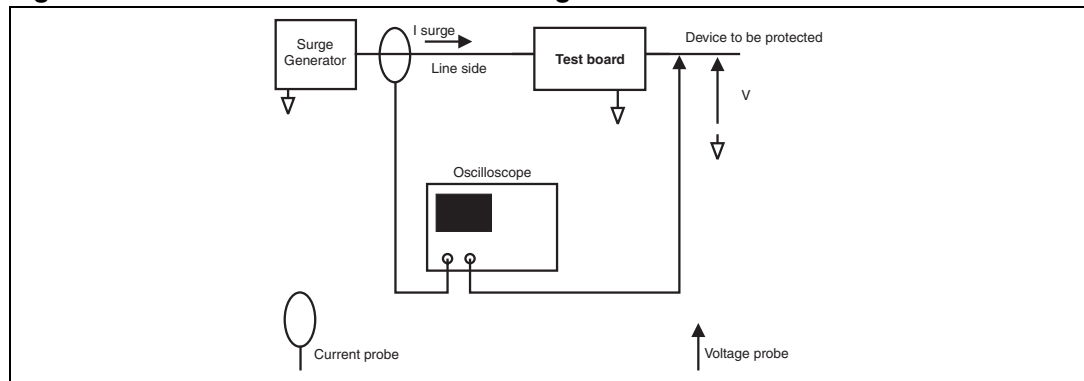 I surge
Surge
Generator
Line side
Test board
Device to be protected
V
Oscilloscope
Current probe
Voltage probe